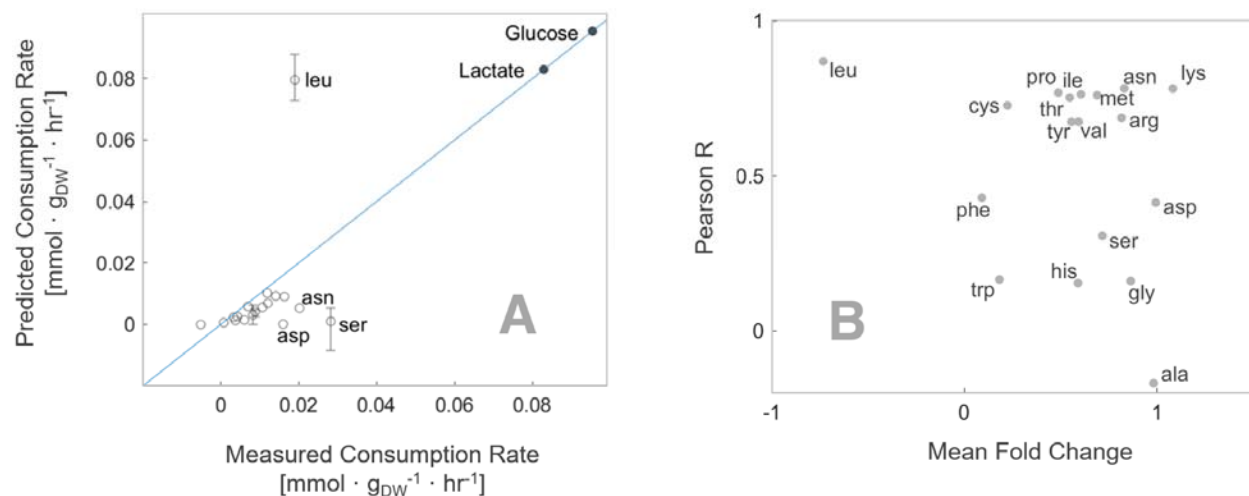 Predicted Consumption Rate
[mmol · gDW⁻¹ · hr⁻¹]
0.08
0.06
0.04
0.02
0
Glucose
Lactate
leu
asn
asp
ser
A
0
0.02
0.04
0.06
0.08
Measured Consumption Rate
[mmol · gDW⁻¹ · hr⁻¹]
Pearson R
1
0.5
0
leu
pro
ile
asn
lys
cys
thr
met
tyr
val
arg
phe
asp
ser
trp
his
gly
B
ala
-1
0
1
Mean Fold Change